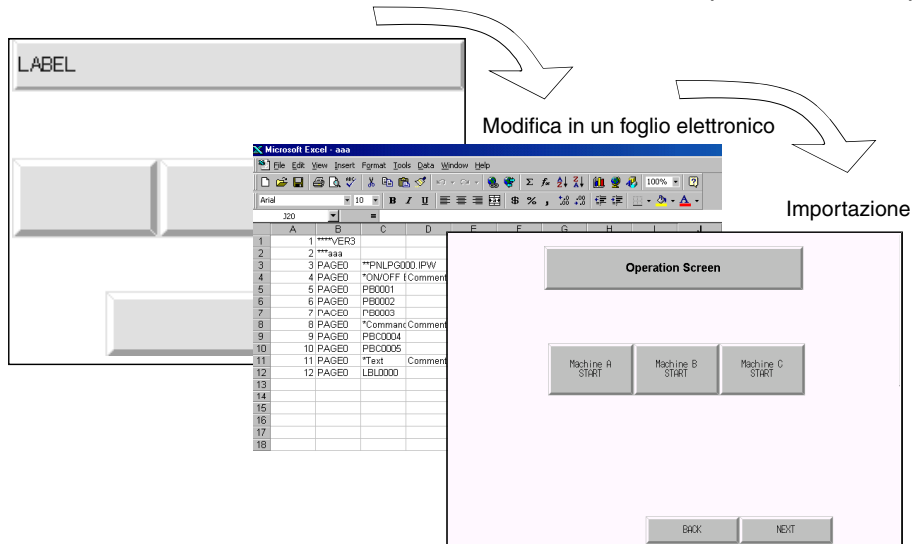 LABEL
Modifica in un foglio elettronico
Microsoft Excel - aaa
File Edit View Insert Format Tools Data Window Help
100%
Arial 10 B I U $ % ,
J20 =
A B C D E F G H I J
1 1 ****VER3
2 2 ***aaa
3 3 PAGE0 **PNLPG000.IPW
4 4 PAGE0 *ON/OFF Comment
5 5 PAGE0 PB0001
6 6 PAGE0 PB0002
7 7 PAGE0 PB0003
8 8 PAGE0 *Command Comment
9 9 PAGE0 PBC0004
10 10 PAGE0 PBC0005
11 11 PAGE0 *Text Comment
12 12 PAGE0 LBL0000
13
14
15
16
17
18
Importazione
Operation Screen
Machine A START
Machine B START
Machine C START
BACK NEXT